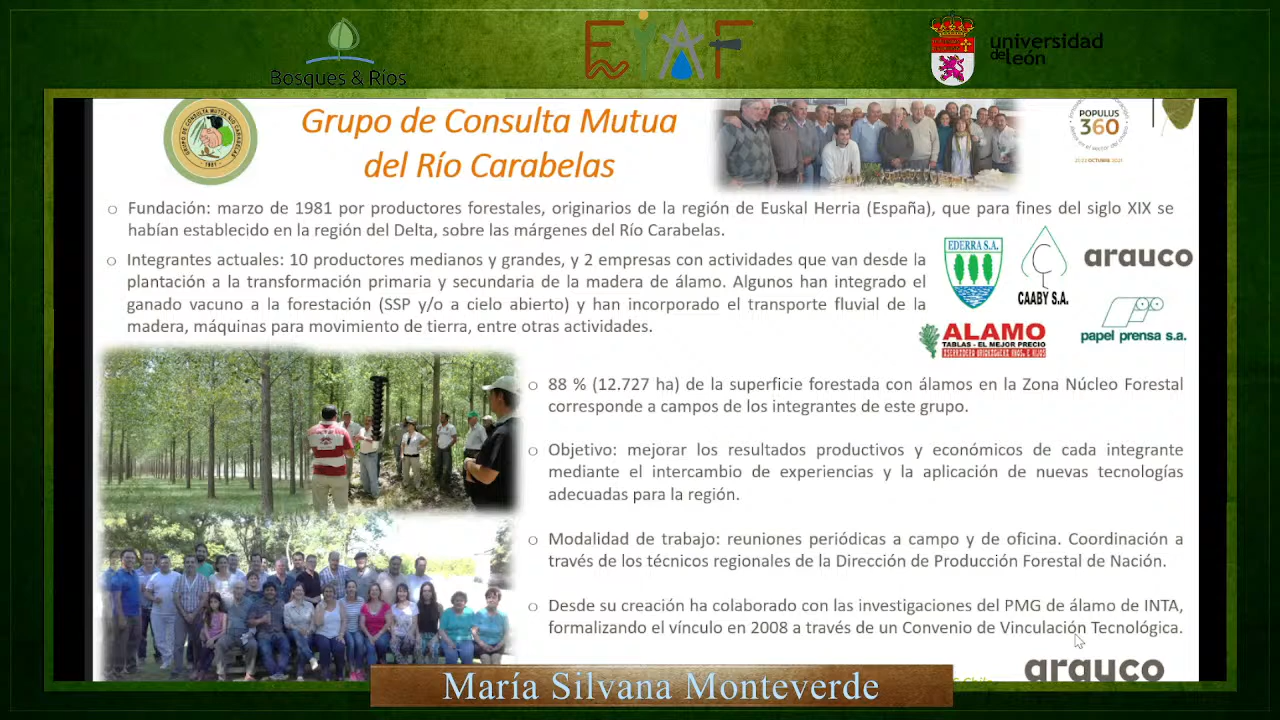 Bosques & Ríos
EIAF
universidad
de león
Grupo de Consulta Mutua
del Río Carabelas
POPULUS
360
Fundación: marzo de 1981 por productores forestales, originarios de la región de Euskal Herria (España), que para fines del siglo XIX se
habían establecido en la región del Delta, sobre las márgenes del Río Carabelas.
Integrantes actuales: 10 productores medianos y grandes, y 2 empresas con actividades que van desde la
plantación a la transformación primaria y secundaria de la madera de álamo. Algunos han integrado el
ganado vacuno a la forestación (SSP y/o a cielo abierto) y han incorporado el transporte fluvial de la
madera, máquinas para movimiento de tierra, entre otras actividades.
EDERRA S.A.
CAABY S.A.
arauco
ALAMO
TABLAS - EL MEJOR PRECIO
papel prensa s.a.
88 % (12.727 ha) de la superficie forestada con álamos en la Zona Núcleo Forestal
corresponde a campos de los integrantes de este grupo.
Objetivo: mejorar los resultados productivos y económicos de cada integrante
mediante el intercambio de experiencias y la aplicación de nuevas tecnologías
adecuadas para la región.
Modalidad de trabajo: reuniones periódicas a campo y de oficina. Coordinación a
través de los técnicos regionales de la Dirección de Producción Forestal de Nación.
Desde su creación ha colaborado con las investigaciones del PMG de álamo de INTA,
formalizando el vínculo en 2008 a través de un Convenio de Vinculación Tecnológica.
arauco
María Silvana Monteverde